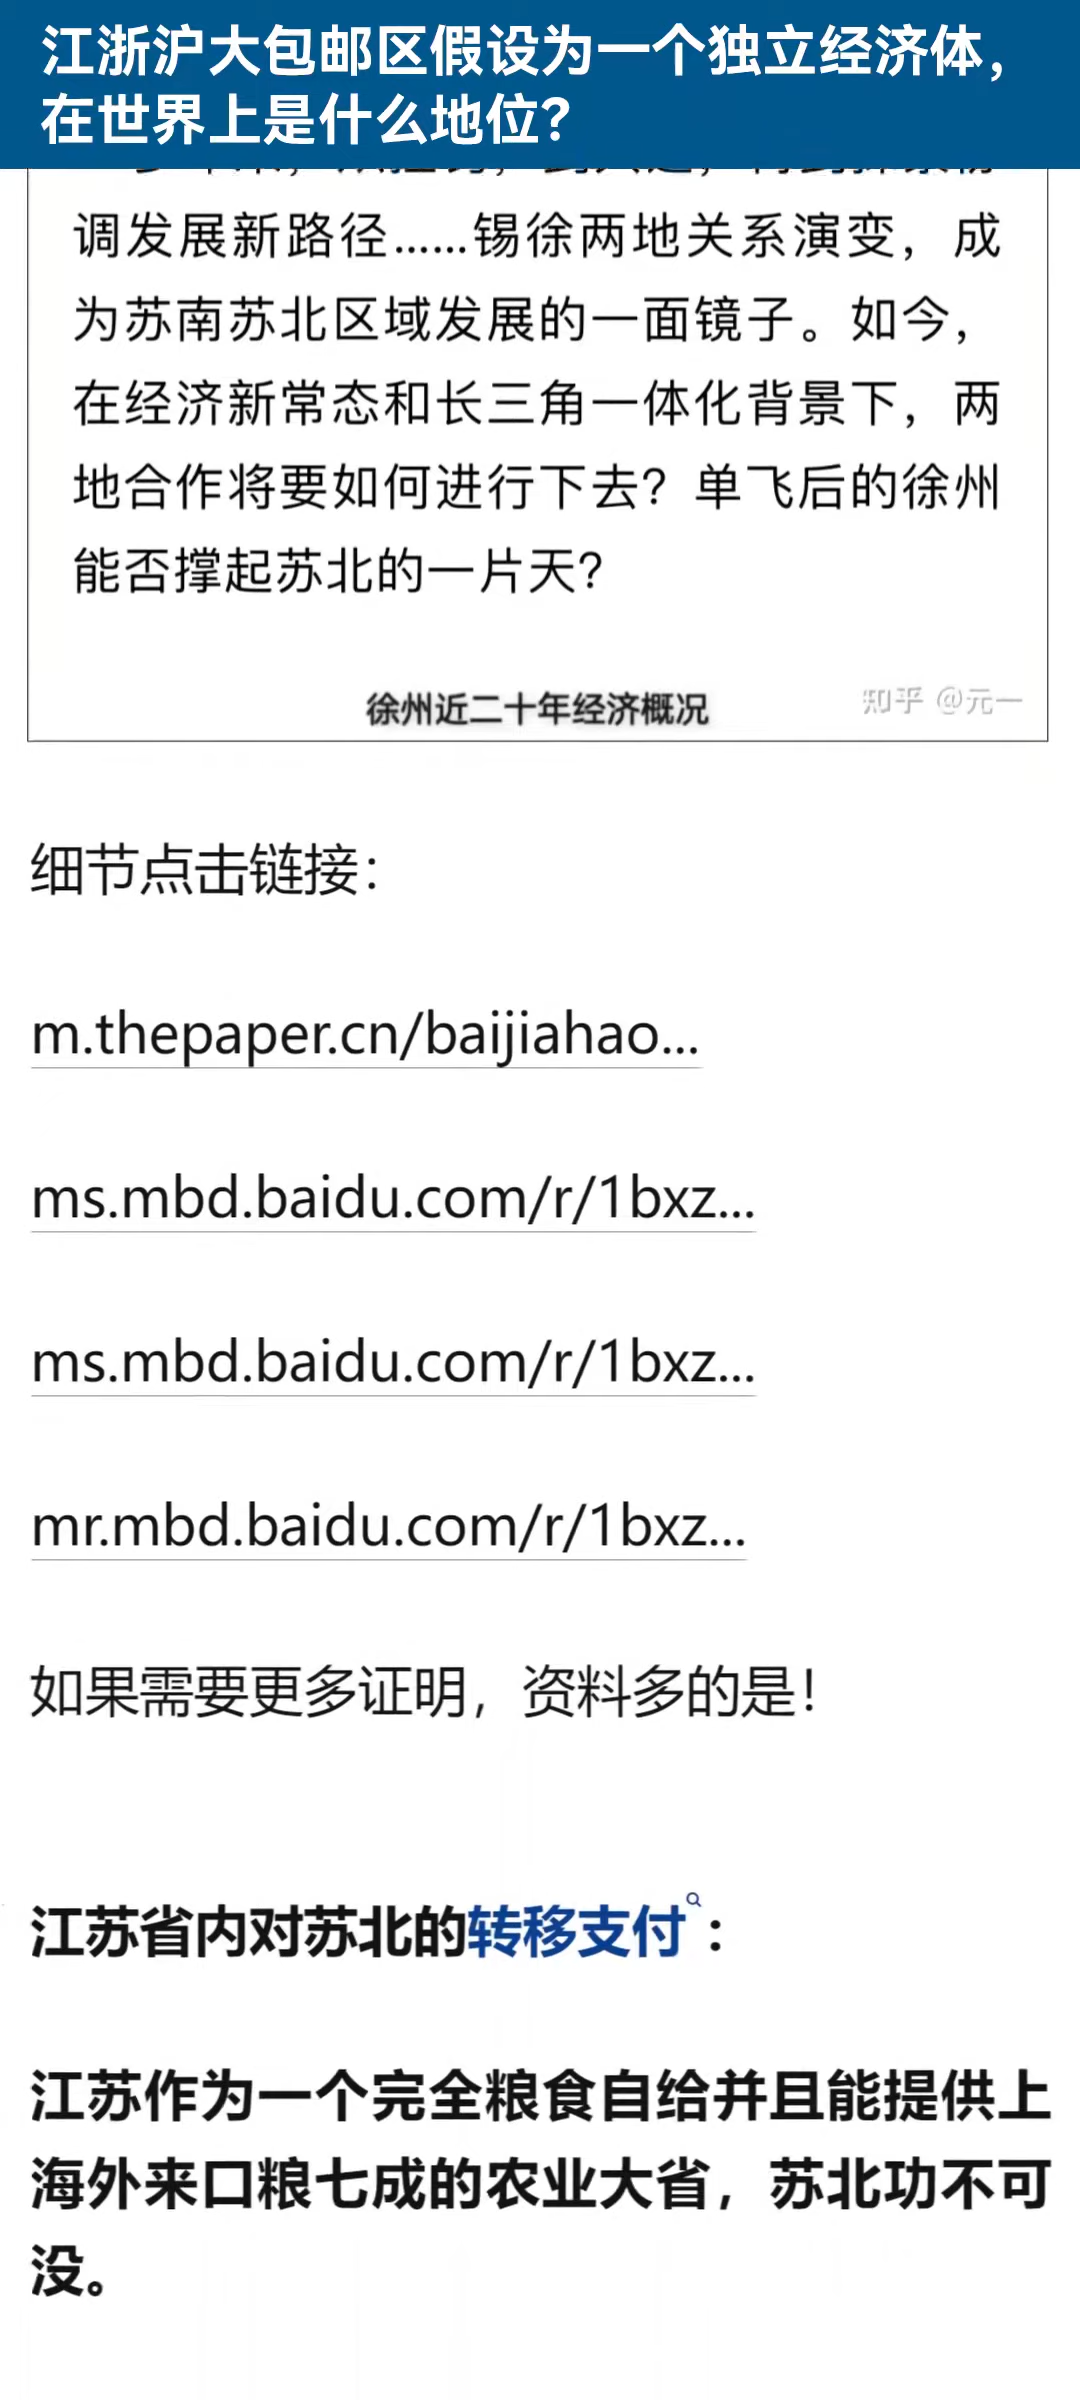 江浙沪大包邮区假设为一个独立经济体,
在世界上是什么地位?
调发展新路径……锡徐两地关系演变，成
为苏南苏北区域发展的一面镜子。如今，
在经济新常态和长三角一体化背景下，两
地合作将要如何进行下去？单飞后的徐州
能否撑起苏北的一片天？
徐州近二十年经济概况
知乎 @元一
细节点击链接：
m.thepaper.cn/baijiahao...
ms.mbd.baidu.com/r/1bxz...
ms.mbd.baidu.com/r/1bxz...
mr.mbd.baidu.com/r/1bxz...
如果需要更多证明，资料多的是！
江苏省内对苏北的转移支付：
江苏作为一个完全粮食自给并且能提供上
海外来口粮七成的农业大省，苏北功不可
没。